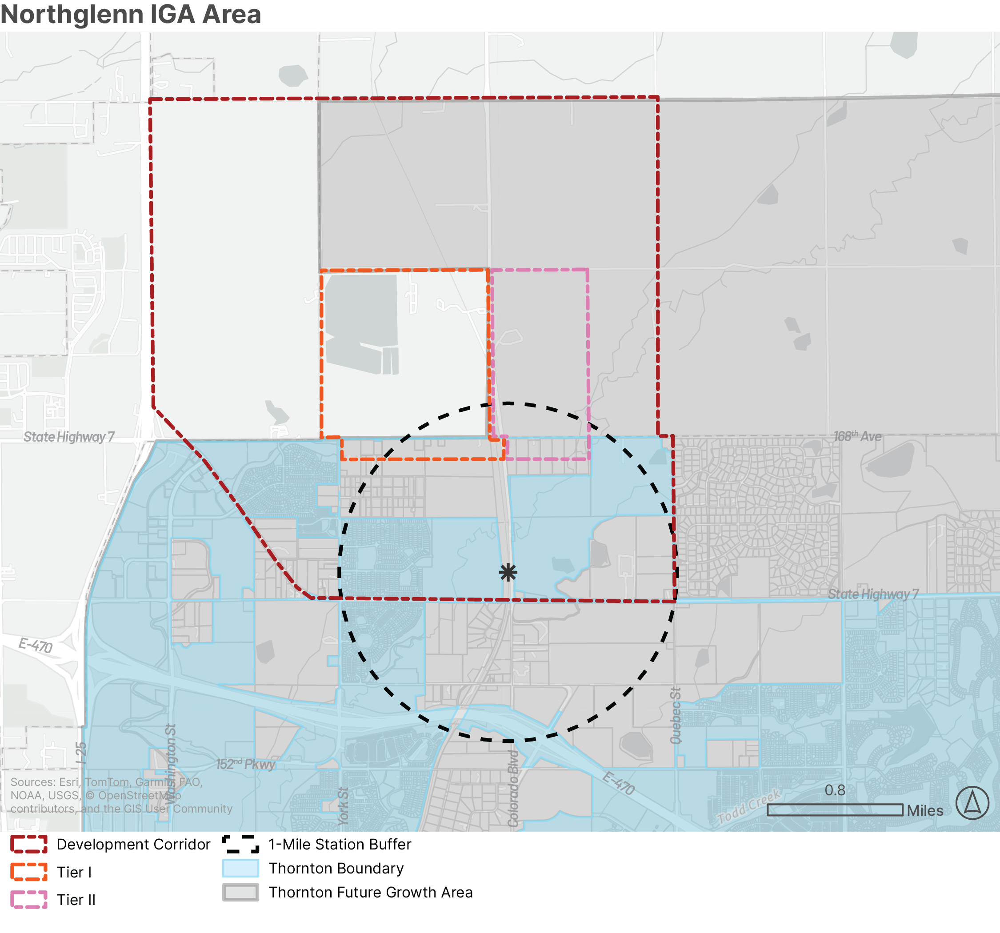 Northglenn IGA Area
State Highway 7
168th Ave
State Highway 7
E-470
Quebec St
Washington St
I-25
152nd Pkwy
Colorado Blvd
E-470
York St
Todd Creek
Sources: Esri, TomTom, Garmin, FAO,
NOAA, USGS, © OpenStreetMap
contributors, and the GIS User Community
0.8
Miles
Development Corridor
Tier I
Tier II
1-Mile Station Buffer
Thornton Boundary
Thornton Future Growth Area